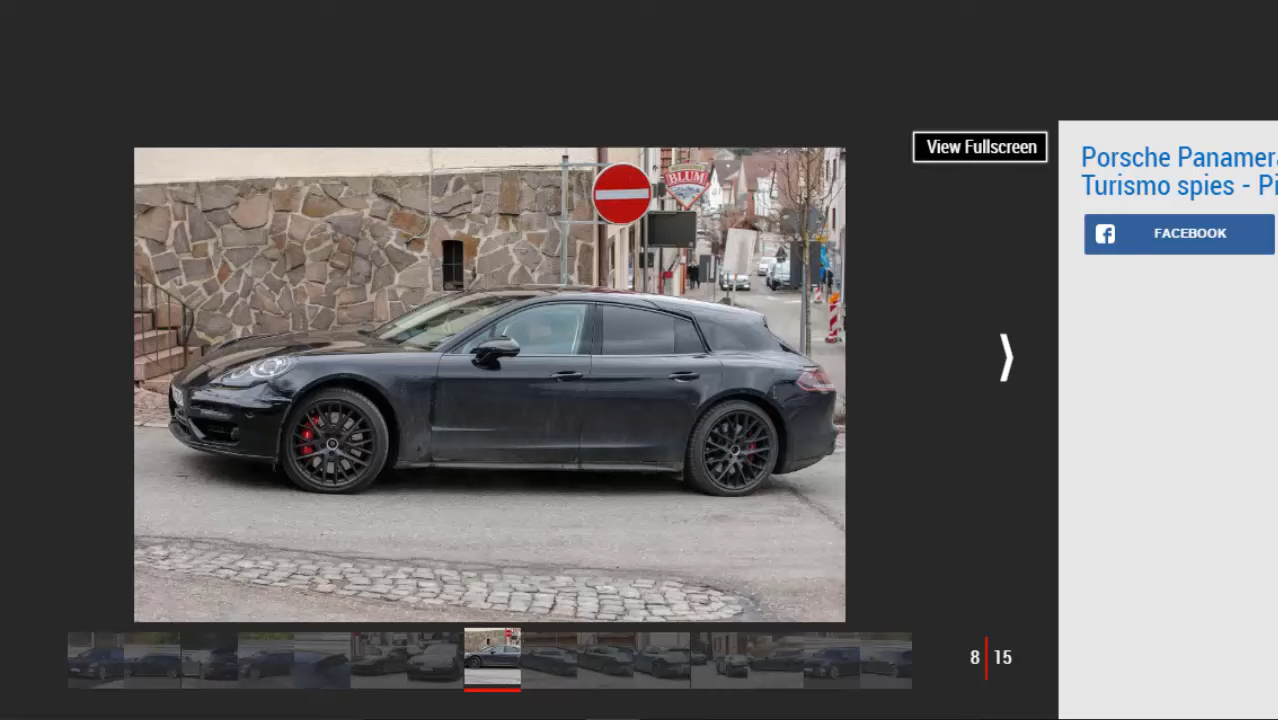 View Fullscreen
Porsche Panamera
Turismo spies - Pi
FACEBOOK
BLUM
8 | 15